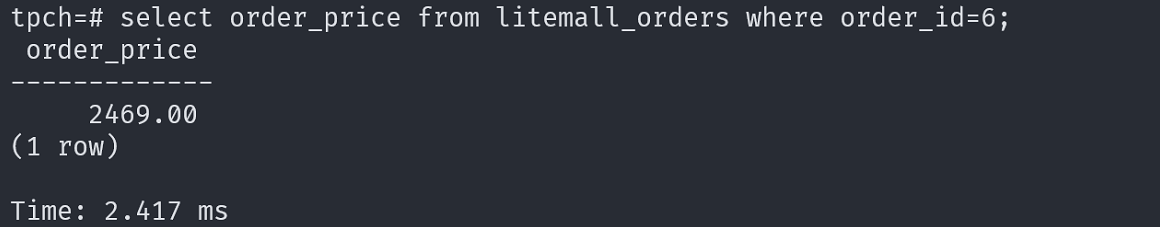 tpch=# select order_price from litemall_orders where order_id=6;
order_price
-------------
2469.00
(1 row)
Time: 2.417 ms